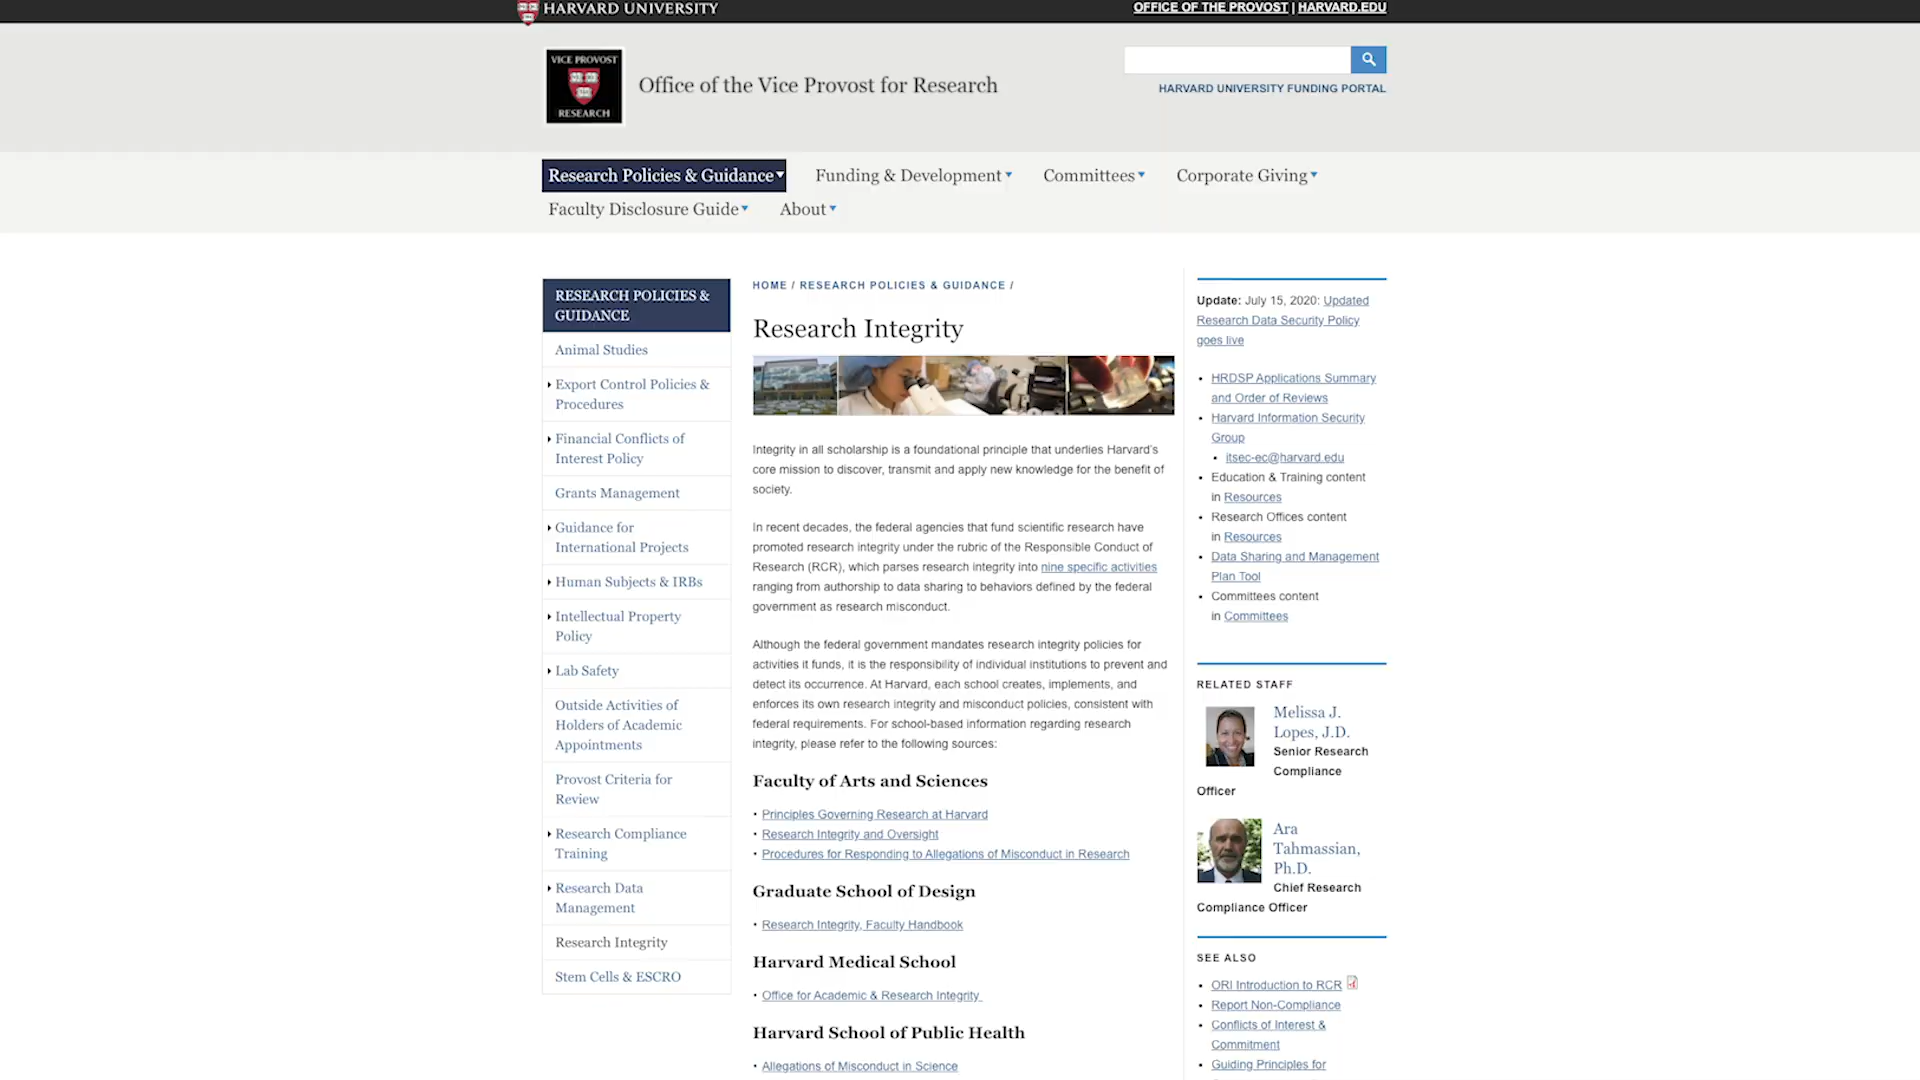 HARVARD UNIVERSITY
OFFICE OF THE PROVOST | HARVARD.EDU
VICE PROVOST
RESEARCH
Office of the Vice Provost for Research
HARVARD UNIVERSITY FUNDING PORTAL
Research Policies & Guidance
Funding & Development
Committees
Corporate Giving
Faculty Disclosure Guide
About
RESEARCH POLICIES &
GUIDANCE
Animal Studies
Export Control Policies &
Procedures
Financial Conflicts of
Interest Policy
Grants Management
Guidance for
International Projects
Human Subjects & IRBs
Intellectual Property
Policy
Lab Safety
Outside Activities of
Holders of Academic
Appointments
Provost Criteria for
Review
Research Compliance
Training
Research Data
Management
Research Integrity
Stem Cells & ESCRO
HOME / RESEARCH POLICIES & GUIDANCE /
Research Integrity
Integrity in all scholarship is a foundational principle that underlies Harvard's
core mission to discover, transmit and apply new knowledge for the benefit of
society.
In recent decades, the federal agencies that fund scientific research have
promoted research integrity under the rubric of the Responsible Conduct of
Research (RCR), which parses research integrity into nine specific activities
ranging from authorship to data sharing to behaviors defined by the federal
government as research misconduct.
Although the federal government mandates research integrity policies for
activities it funds, it is the responsibility of individual institutions to prevent and
detect its occurrence. At Harvard, each school creates, implements, and
enforces its own research integrity and misconduct policies, consistent with
federal requirements. For school-based information regarding research
integrity, please refer to the following sources:
Faculty of Arts and Sciences
• Principles Governing Research at Harvard
• Research Integrity and Oversight
• Procedures for Responding to Allegations of Misconduct in Research
Graduate School of Design
• Research Integrity, Faculty Handbook
Harvard Medical School
• Office for Academic & Research Integrity
Harvard School of Public Health
• Allegations of Misconduct in Science
Update: July 15, 2020: Updated
Research Data Security Policy
goes live
• HRDSP Applications Summary
and Order of Reviews
• Harvard Information Security
Group
• itsec-ec@harvard.edu
• Education & Training content
in Resources
• Research Offices content
in Resources
• Data Sharing and Management
Plan Tool
• Committees content
in Committees
RELATED STAFF
Melissa J.
Lopes, J.D.
Senior Research
Compliance
Officer
Ara
Tahmassian,
Ph.D.
Chief Research
Compliance Officer
SEE ALSO
• ORI Introduction to RCR
• Report Non-Compliance
• Conflicts of Interest &
Commitment
• Guiding Principles for